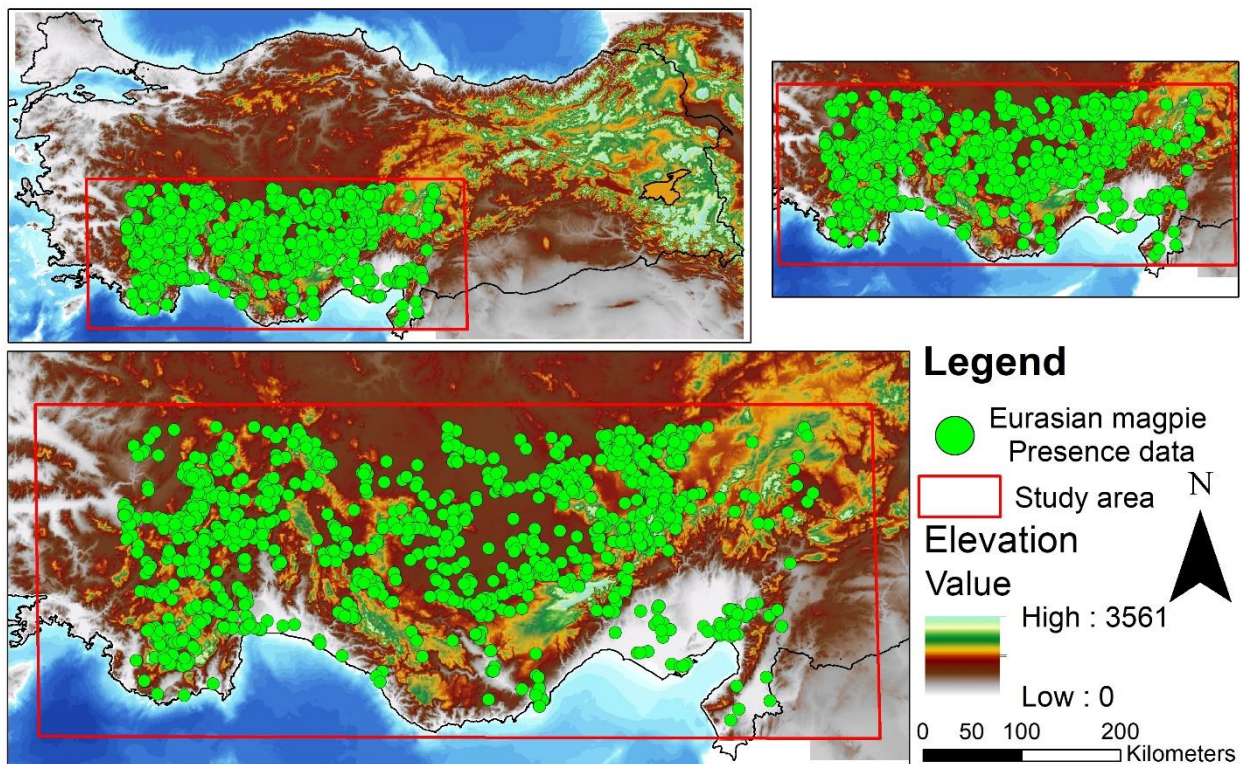 Legend
Eurasian magpie
Presence data
Study area
N
Elevation
Value
High : 3561
Low : 0
0 50 100 200
Kilometers